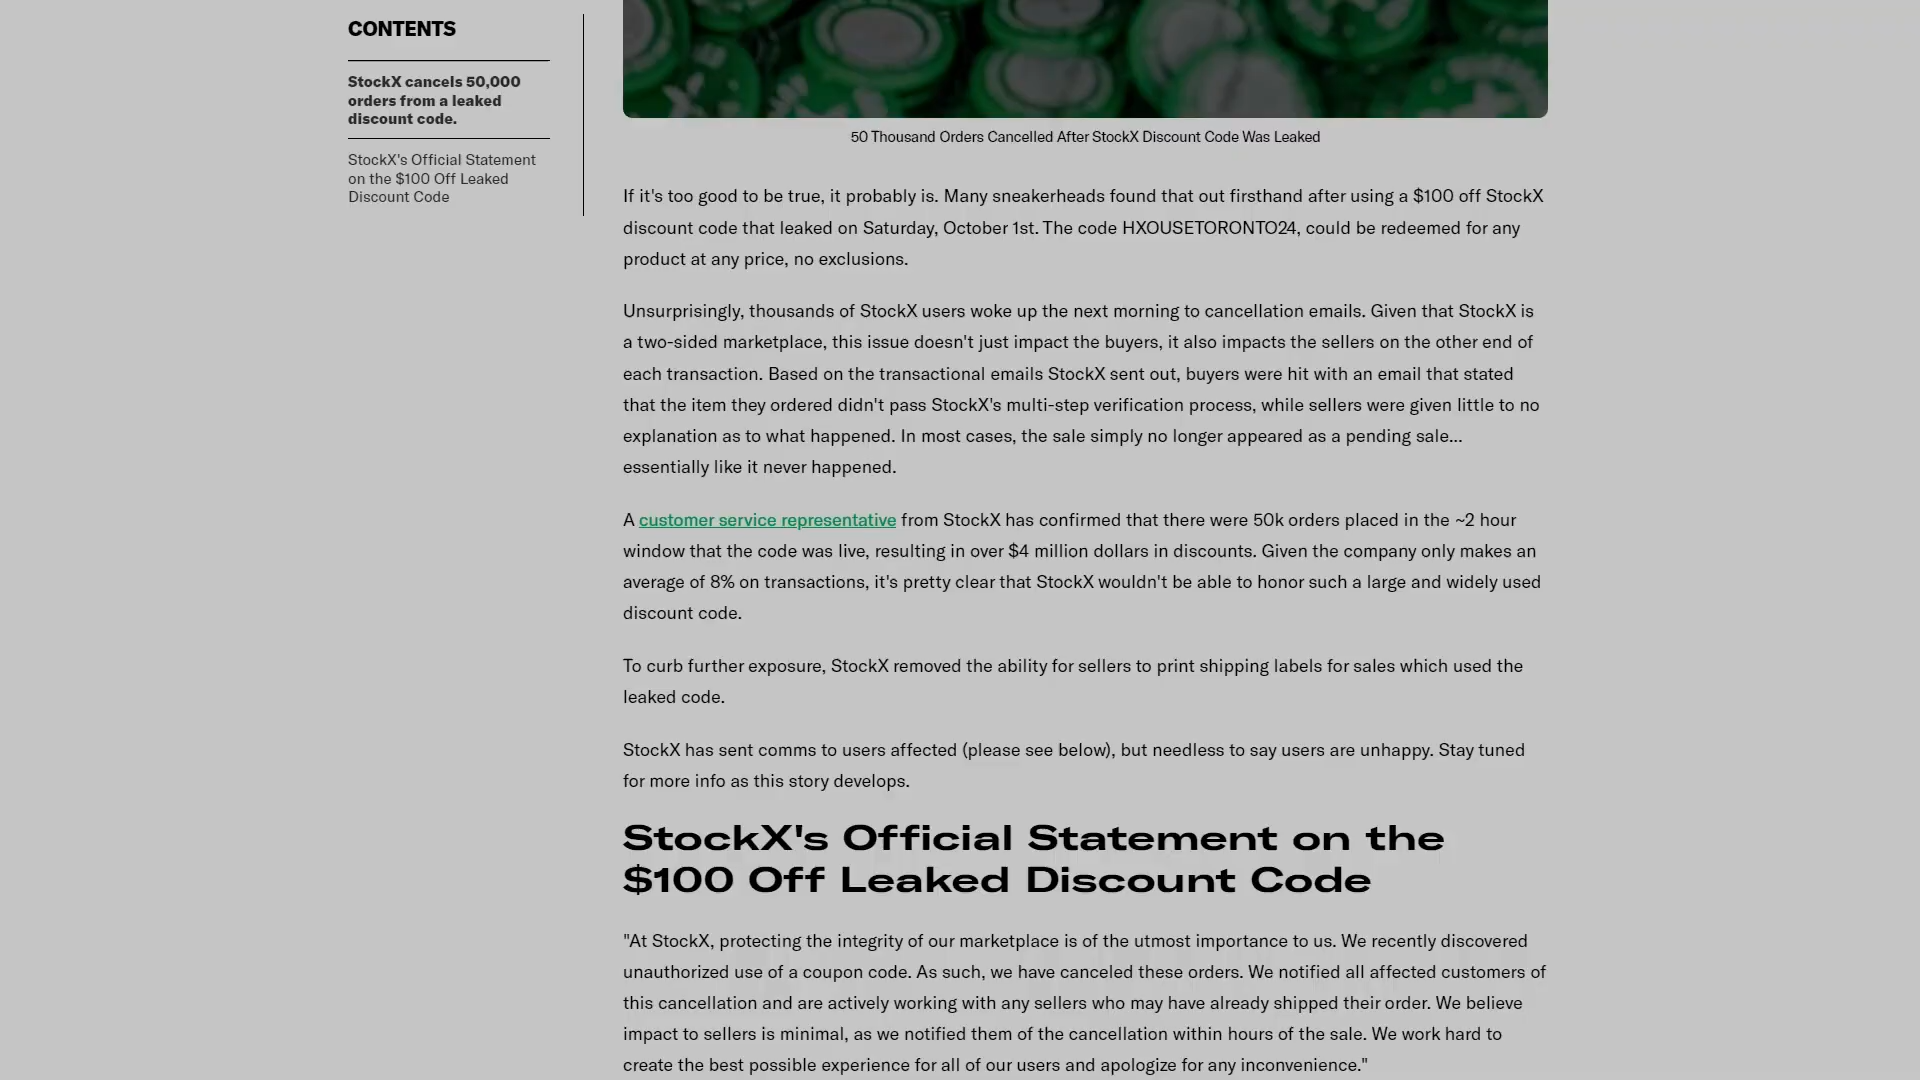 CONTENTS
StockX cancels 50,000
orders from a leaked
discount code.
StockX's Official Statement
on the $100 Off Leaked
Discount Code
50 Thousand Orders Cancelled After StockX Discount Code Was Leaked
If it's too good to be true, it probably is. Many sneakerheads found that out firsthand after using a $100 off StockX
discount code that leaked on Saturday, October 1st. The code HXOUSETORONTO24, could be redeemed for any
product at any price, no exclusions.
Unsurprisingly, thousands of StockX users woke up the next morning to cancellation emails. Given that StockX is
a two-sided marketplace, this issue doesn't just impact the buyers, it also impacts the sellers on the other end of
each transaction. Based on the transactional emails StockX sent out, buyers were hit with an email that stated
that the item they ordered didn't pass StockX's multi-step verification process, while sellers were given little to no
explanation as to what happened. In most cases, the sale simply no longer appeared as a pending sale...
essentially like it never happened.
A customer service representative from StockX has confirmed that there were 50k orders placed in the ~2 hour
window that the code was live, resulting in over $4 million dollars in discounts. Given the company only makes an
average of 8% on transactions, it's pretty clear that StockX wouldn't be able to honor such a large and widely used
discount code.
To curb further exposure, StockX removed the ability for sellers to print shipping labels for sales which used the
leaked code.
StockX has sent comms to users affected (please see below), but needless to say users are unhappy. Stay tuned
for more info as this story develops.
StockX's Official Statement on the
$100 Off Leaked Discount Code
"At StockX, protecting the integrity of our marketplace is of the utmost importance to us. We recently discovered
unauthorized use of a coupon code. As such, we have canceled these orders. We notified all affected customers of
this cancellation and are actively working with any sellers who may have already shipped their order. We believe
impact to sellers is minimal, as we notified them of the cancellation within hours of the sale. We work hard to
create the best possible experience for all of our users and apologize for any inconvenience."